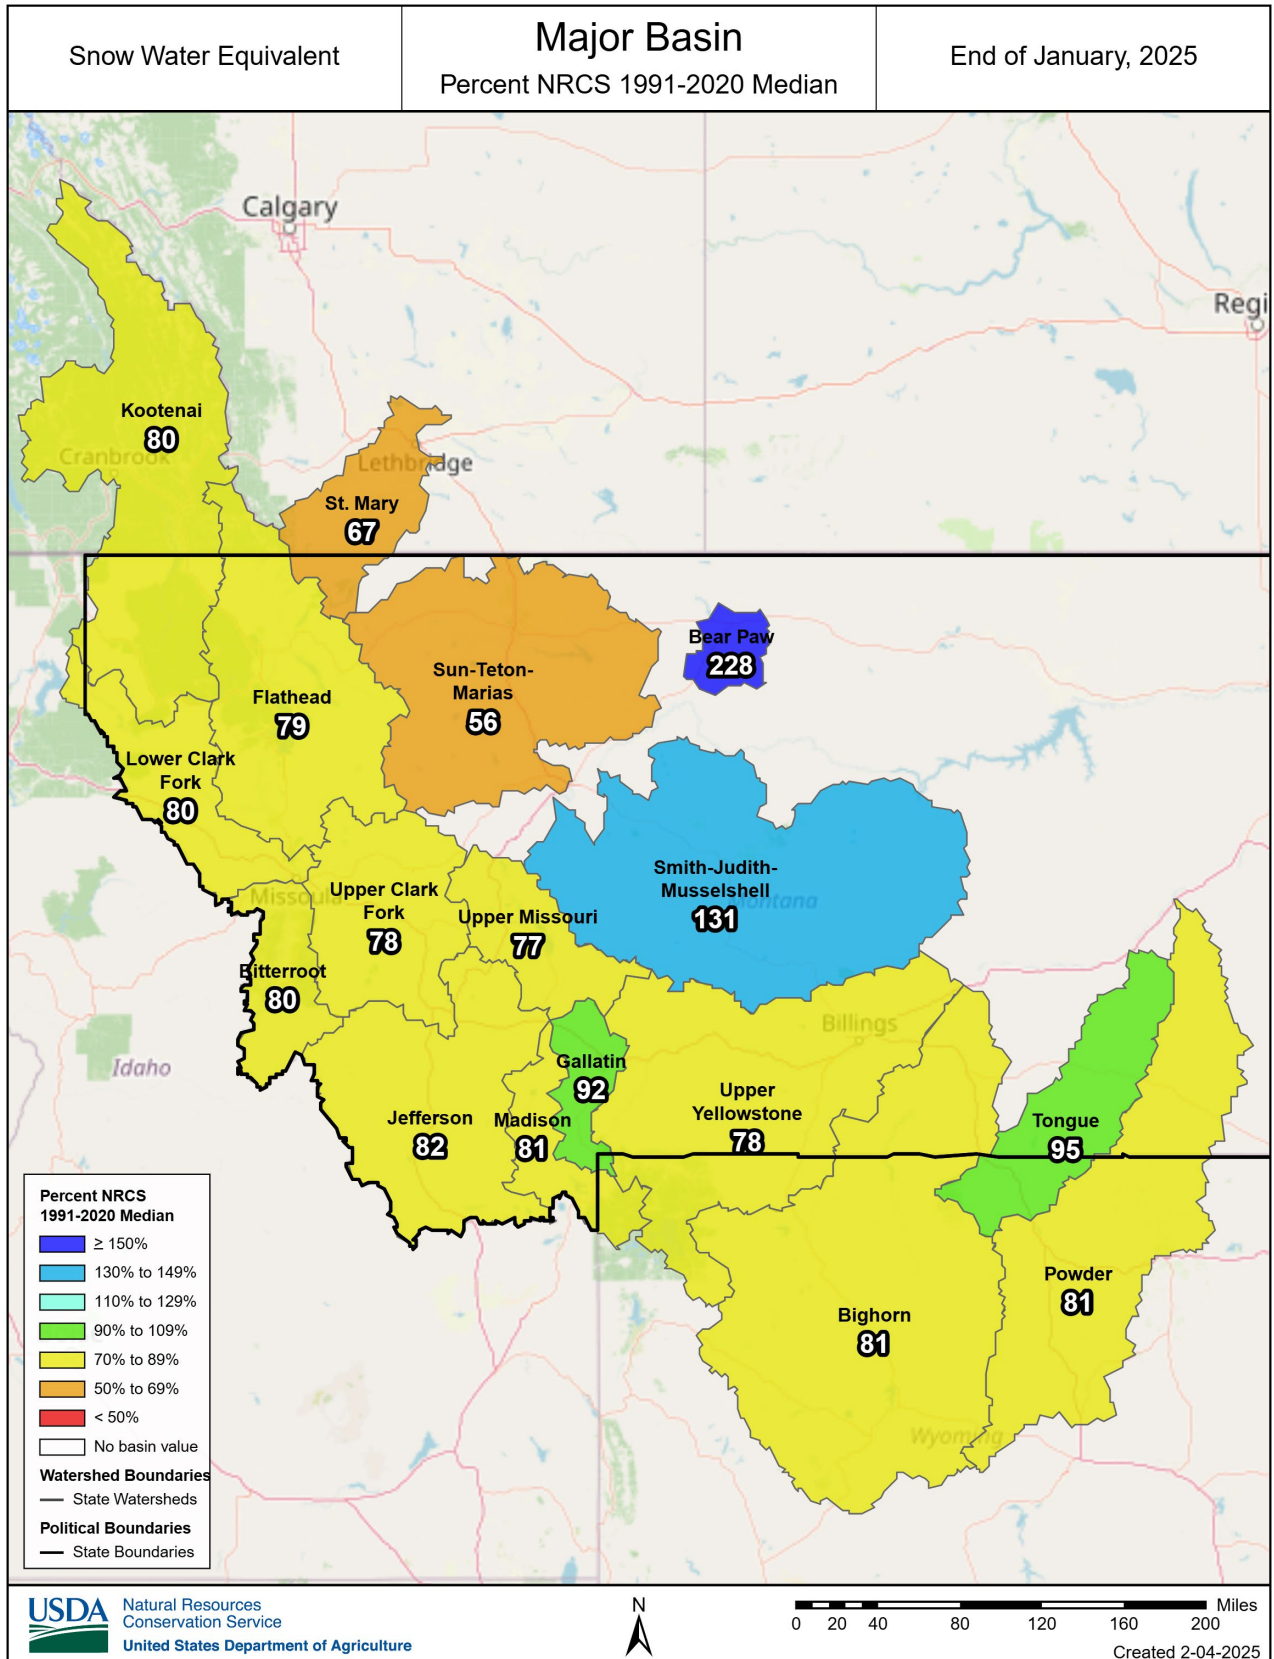 Snow Water Equivalent
Major Basin
Percent NRCS 1991-2020 Median
End of January, 2025
Calgary
Regi
Kootenai
80
Cranbrook
Lethbridge
St. Mary
67
Bear Paw
228
Sun-Teton-
Marias
56
Flathead
79
Lower Clark
Fork
80
Smith-Judith-
Musselshell
131
Montana
Missoula
Upper Clark
Fork
78
Upper Missouri
77
Bitterroot
80
Billings
Idaho
Gallatin
92
Upper
Yellowstone
78
Jefferson
82
Madison
81
Tongue
95
Powder
81
Bighorn
81
Wyoming
Percent NRCS
1991-2020 Median
≥ 150%
130% to 149%
110% to 129%
90% to 109%
70% to 89%
50% to 69%
< 50%
No basin value
Watershed Boundaries
State Watersheds
Political Boundaries
State Boundaries
USDA
Natural Resources
Conservation Service
United States Department of Agriculture
N
0 20 40 80 120 160 200 Miles
Created 2-04-2025